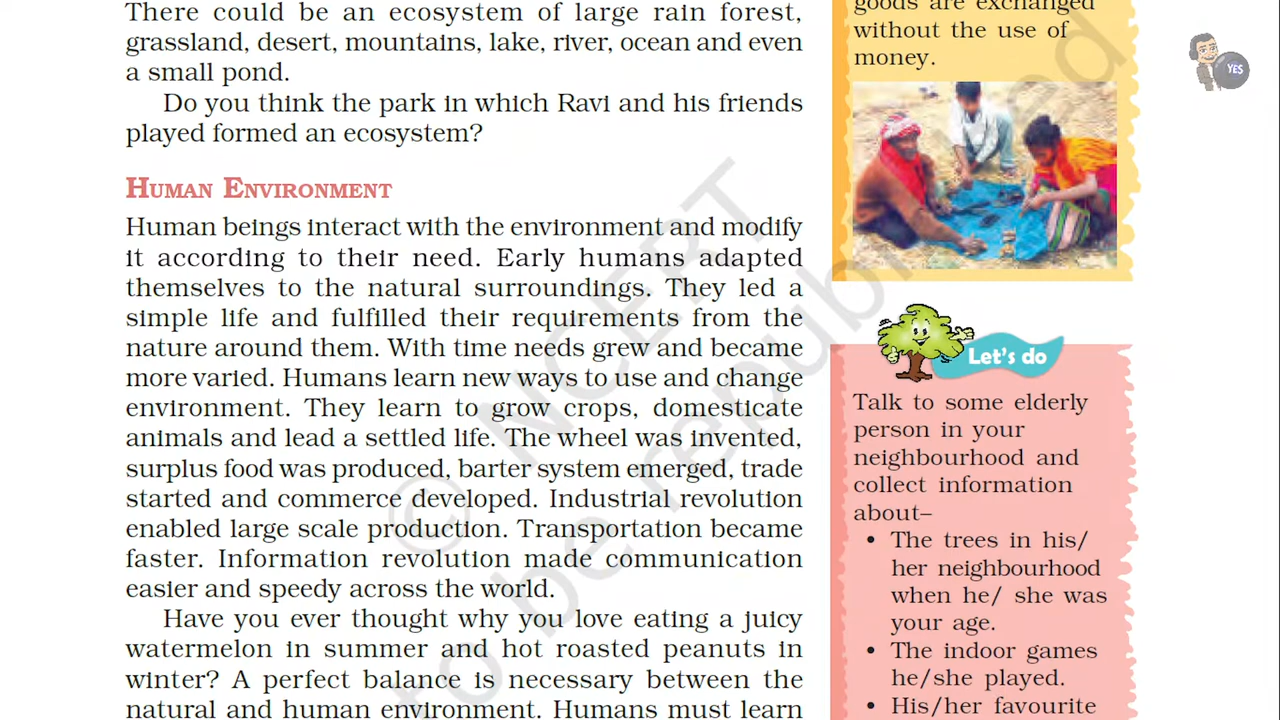 There could be an ecosystem of large rain forest,
grassland, desert, mountains, lake, river, ocean and even
a small pond.
Do you think the park in which Ravi and his friends
played formed an ecosystem?
HUMAN ENVIRONMENT
Human beings interact with the environment and modify
it according to their need. Early humans adapted
themselves to the natural surroundings. They led a
simple life and fulfilled their requirements from the
nature around them. With time needs grew and became
more varied. Humans learn new ways to use and change
environment. They learn to grow crops, domesticate
animals and lead a settled life. The wheel was invented,
surplus food was produced, barter system emerged, trade
started and commerce developed. Industrial revolution
enabled large scale production. Transportation became
faster. Information revolution made communication
easier and speedy across the world.
Have you ever thought why you love eating a juicy
watermelon in summer and hot roasted peanuts in
winter? A perfect balance is necessary between the
natural and human environment. Humans must learn
goods are exchanged
without the use of
money.
YES
Let's do
Talk to some elderly
person in your
neighbourhood and
collect information
about–
• The trees in his/
her neighbourhood
when he/ she was
your age.
• The indoor games
he/she played.
• His/her favourite
© NCERT
to be republished